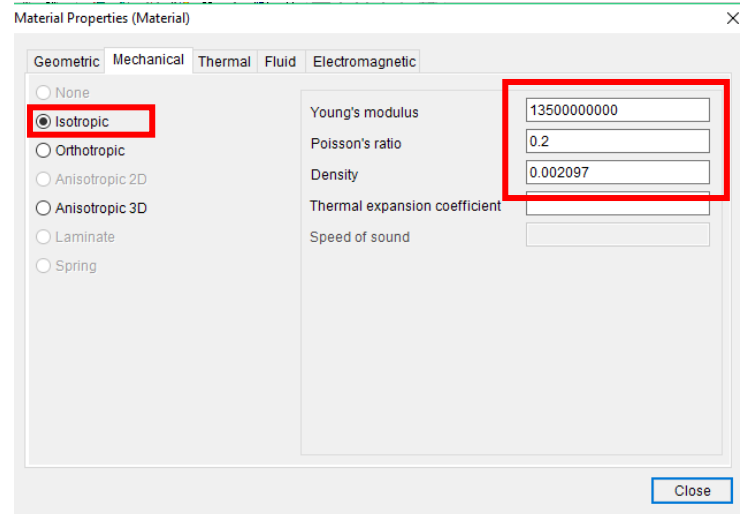 Material Properties (Material)
Geometric Mechanical Thermal Fluid Electromagnetic
None
Isotropic
Orthotropic
Anisotropic 2D
Anisotropic 3D
Laminate
Spring
Young's modulus 13500000000
Poisson's ratio 0.2
Density 0.002097
Thermal expansion coefficient
Speed of sound
Close